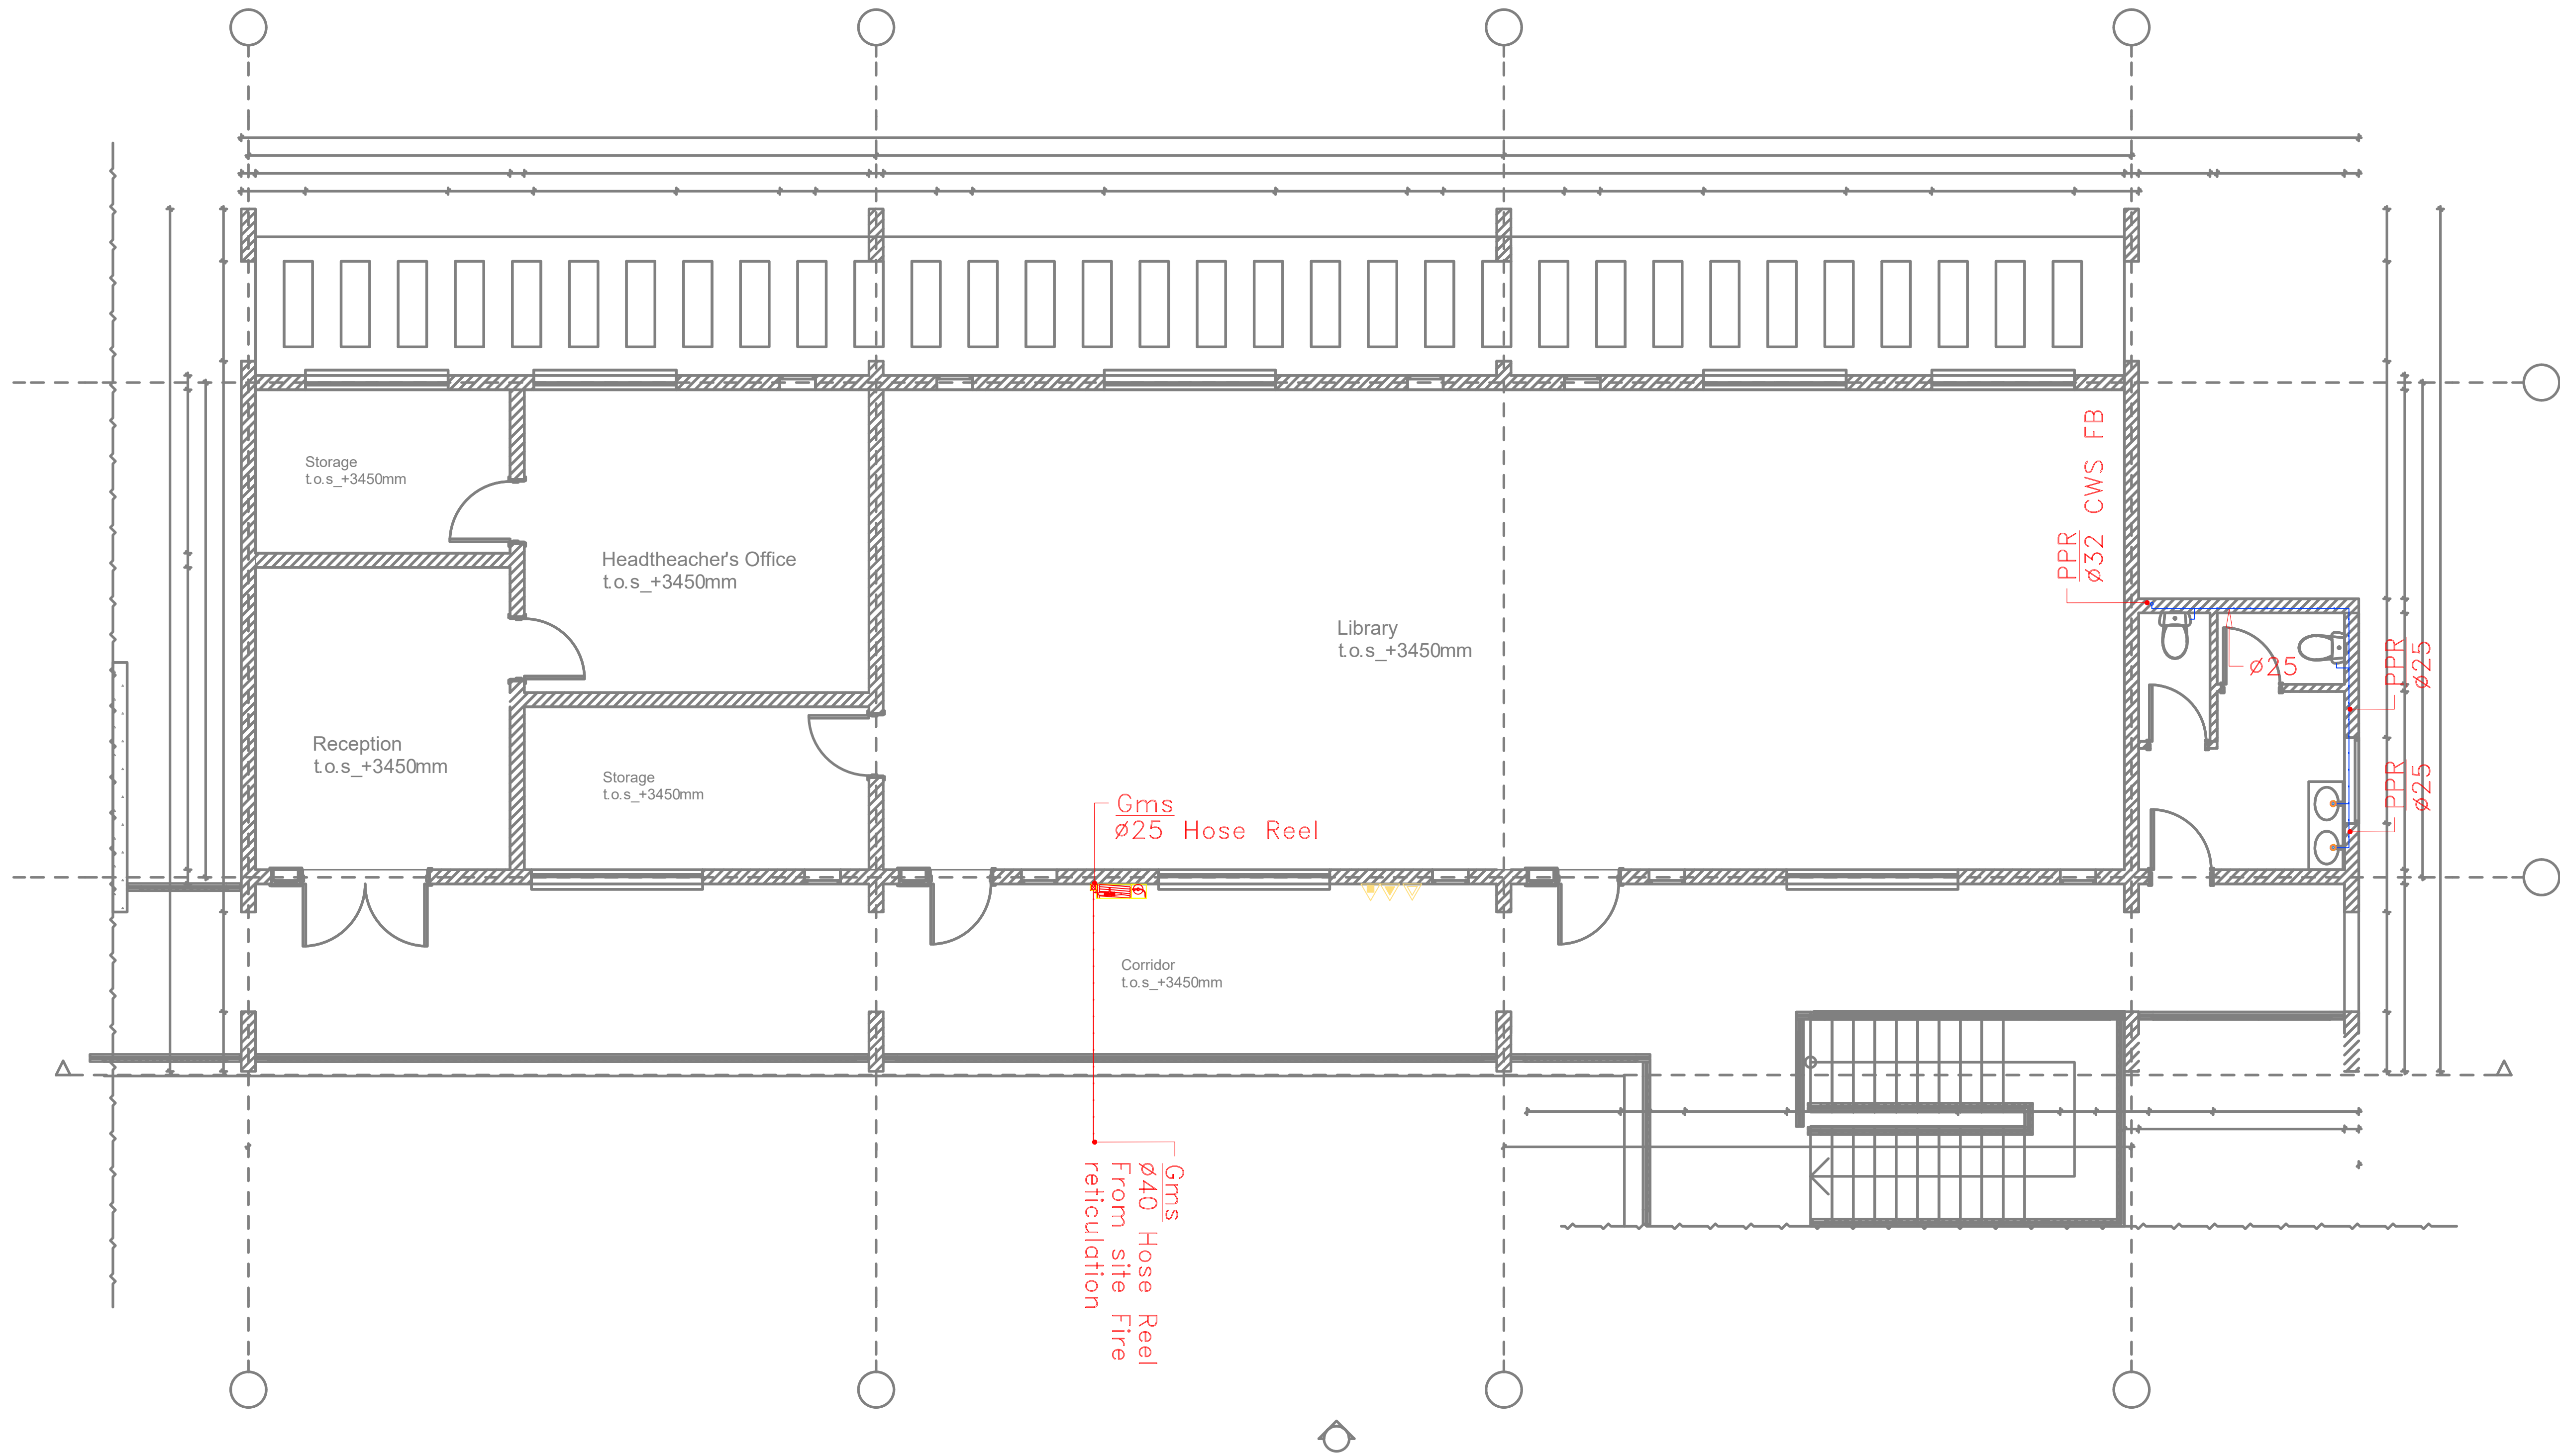 Storage
t.o.s_+3450mm
Headtheacher's Office
t.o.s_+3450mm
Library
t.o.s_+3450mm
Reception
t.o.s_+3450mm
Storage
t.o.s_+3450mm
Corridor
t.o.s_+3450mm
PPR
ø32 CWS FB
ø25
PPR
ø25
PPR
ø25
Gms
ø25 Hose Reel
Gms
ø40 Hose Reel
From site Fire
reticulation